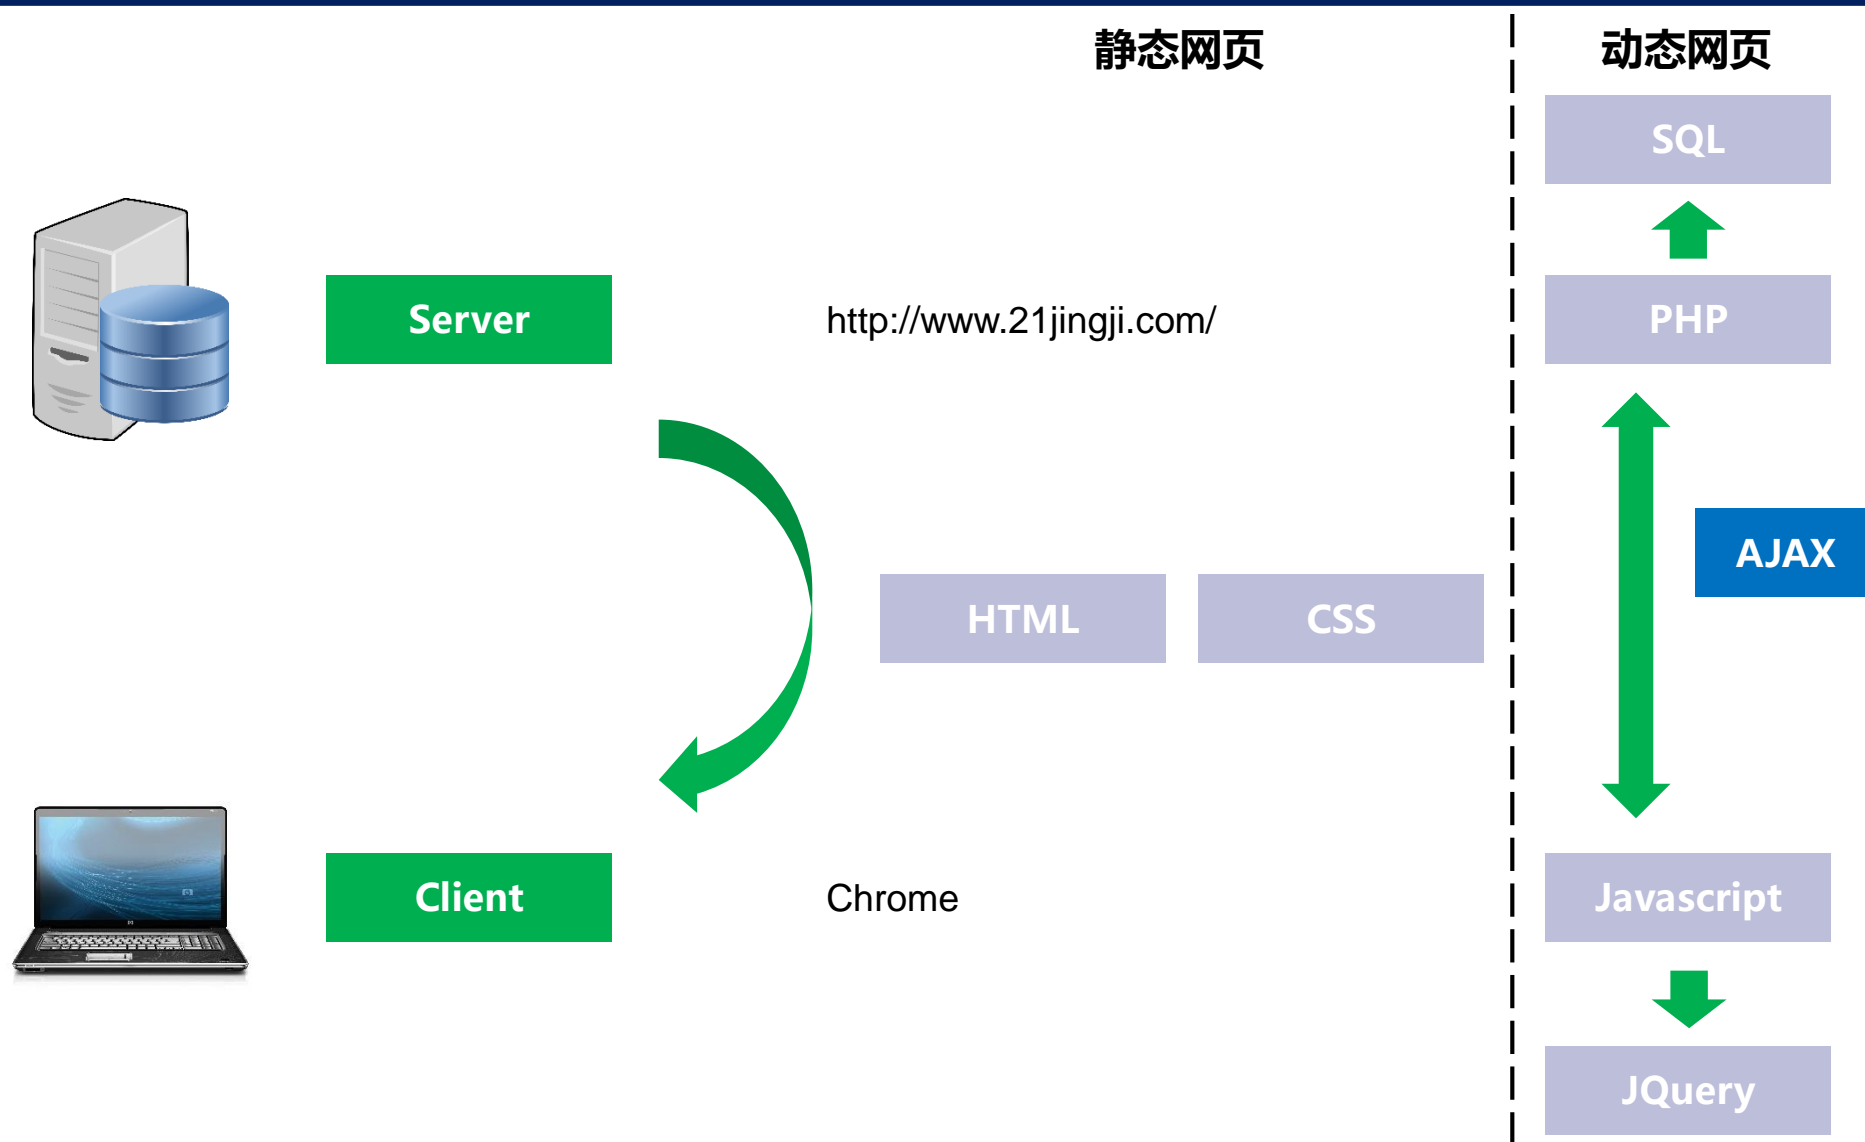 静态网页
动态网页
SQL
Server
http://www.21jingji.com/
PHP
AJAX
HTML
CSS
Client
Chrome
Javascript
JQuery